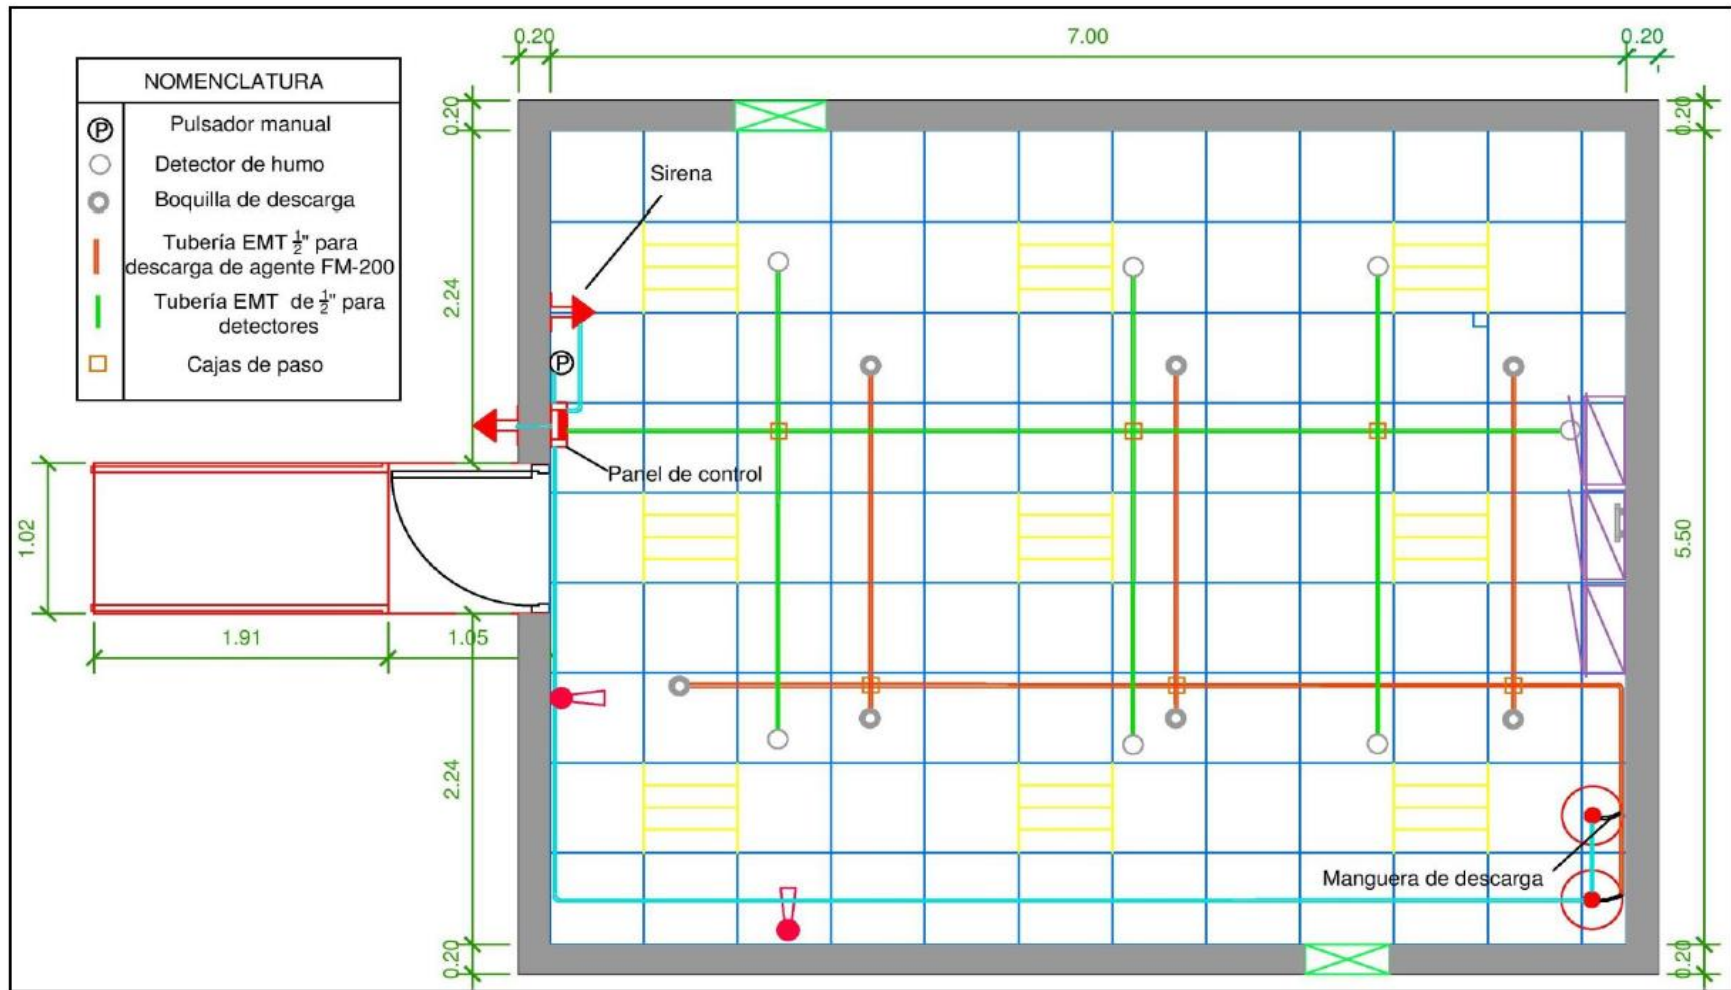 0.20
7.00
0.20
NOMENCLATURA
P
Pulsador manual
Detector de humo
Boquilla de descarga
Tubería EMT ½" para
descarga de agente FM-200
Tubería EMT de ½" para
detectores
Cajas de paso
0.20
0.20
Sirena
2.24
P
Panel de control
1.02
5.50
1.91
1.05
2.24
Manguera de descarga
0.20
0.20